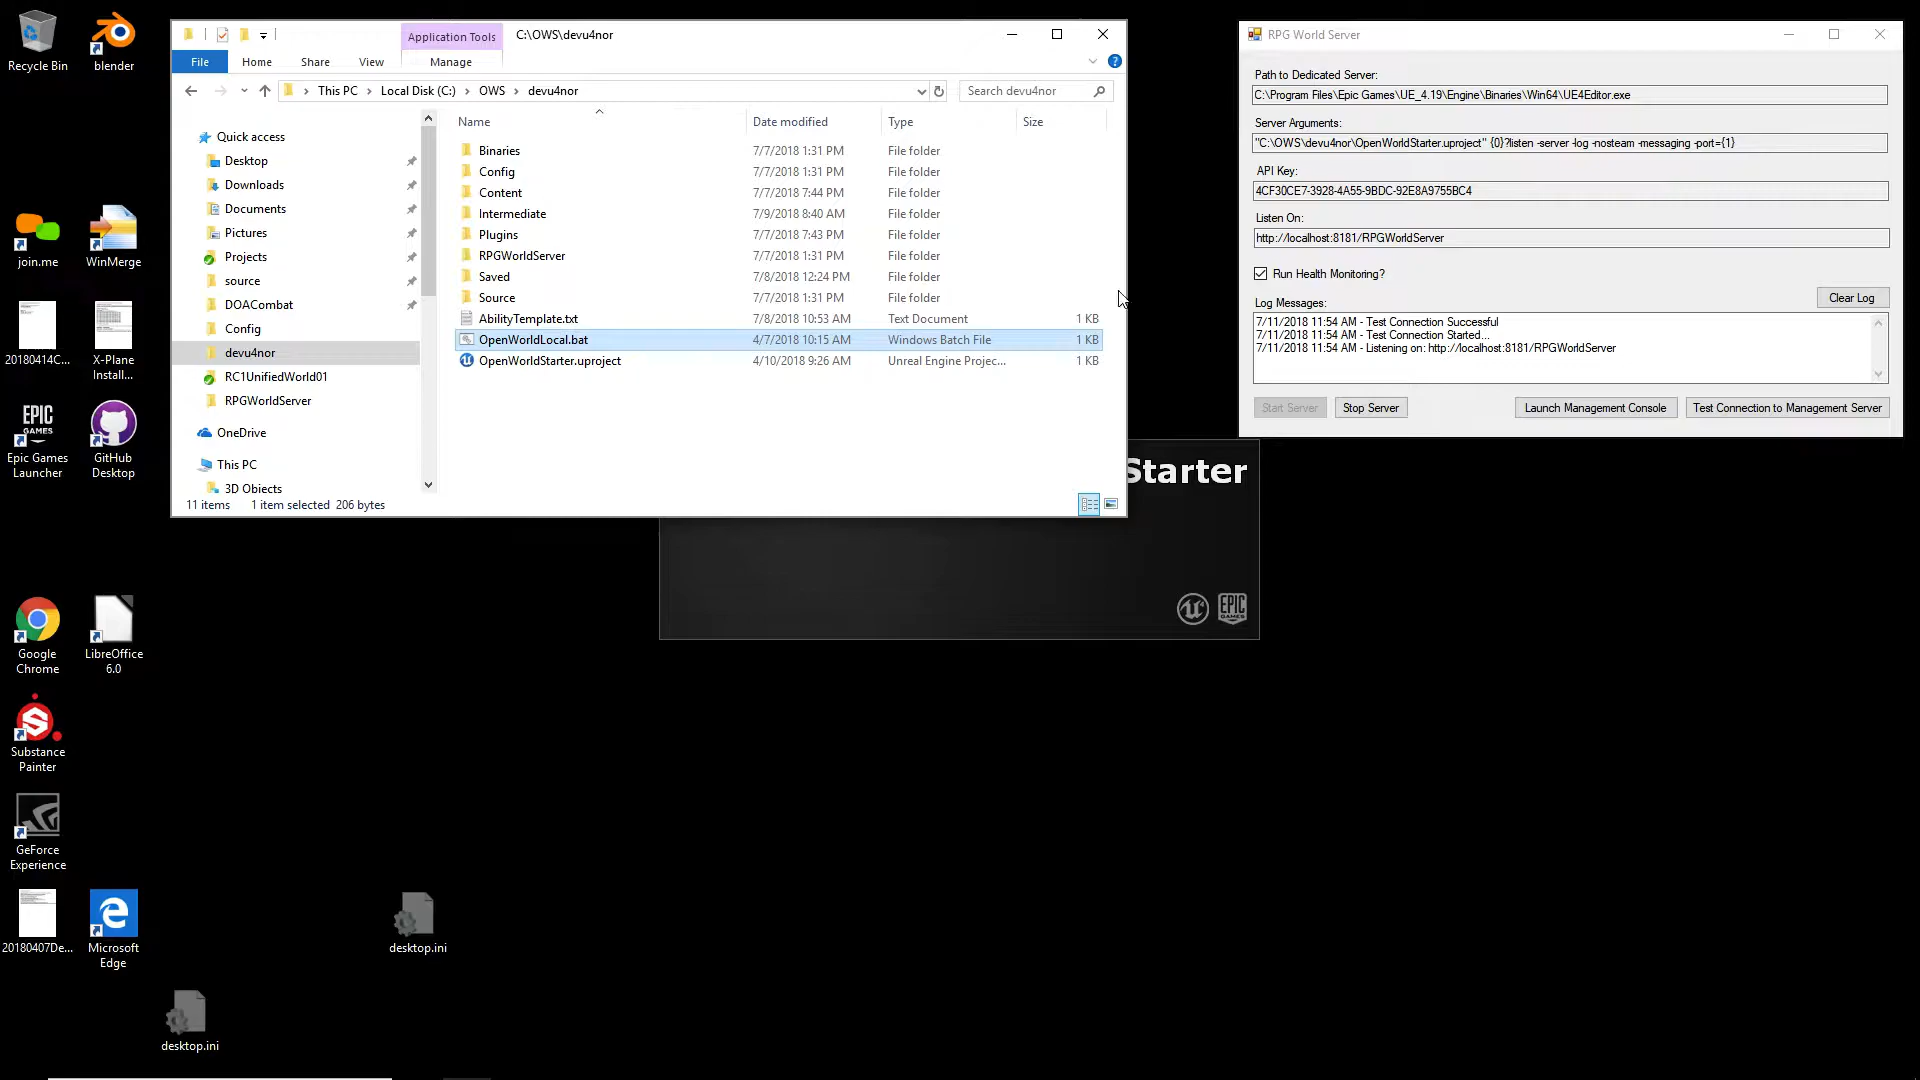 Recycle Bin
blender
join.me
WinMerge
20180414C...
X-Plane
Install...
Epic Games
Launcher
GitHub
Desktop
Google
Chrome
LibreOffice
6.0
Substance
Painter
GeForce
Experience
20180407De...
Microsoft
Edge
desktop.ini
desktop.ini
Application Tools
C:\OWS\devu4nor
File
Home
Share
View
Manage
This PC
Local Disk (C:)
OWS
devu4nor
Search devu4nor
Quick access
Desktop
Downloads
Documents
Pictures
Projects
source
DOACombat
Config
devu4nor
RC1UnifiedWorld01
RPGWorldServer
OneDrive
This PC
3D Objects
Name Date modified Type Size
Binaries 7/7/2018 1:31 PM File folder
Config 7/7/2018 1:31 PM File folder
Content 7/7/2018 7:44 PM File folder
Intermediate 7/9/2018 8:40 AM File folder
Plugins 7/7/2018 7:43 PM File folder
RPGWorldServer 7/7/2018 1:31 PM File folder
Saved 7/8/2018 12:24 PM File folder
Source 7/7/2018 1:31 PM File folder
AbilityTemplate.txt 7/8/2018 10:53 AM Text Document 1 KB
OpenWorldLocal.bat 4/7/2018 10:15 AM Windows Batch File 1 KB
OpenWorldStarter.uproject 4/10/2018 9:26 AM Unreal Engine Projec... 1 KB
11 items 1 item selected 206 bytes
Starter
EPIC
GAMES
RPG World Server
Path to Dedicated Server:
C:\Program Files\Epic Games\UE_4.19\Engine\Binaries\Win64\UE4Editor.exe
Server Arguments:
"C:\OWS\devu4nor\OpenWorldStarter.uproject" {0}?listen -server -log -nosteam -messaging -port={1}
API Key:
4CF30CE7-3928-4A55-9BDC-92E8A9755BC4
Listen On:
http://localhost:8181/RPGWorldServer
Run Health Monitoring?
Clear Log
Log Messages:
7/11/2018 11:54 AM - Test Connection Successful
7/11/2018 11:54 AM - Test Connection Started...
7/11/2018 11:54 AM - Listening on: http://localhost:8181/RPGWorldServer
Start Server
Stop Server
Launch Management Console
Test Connection to Management Server